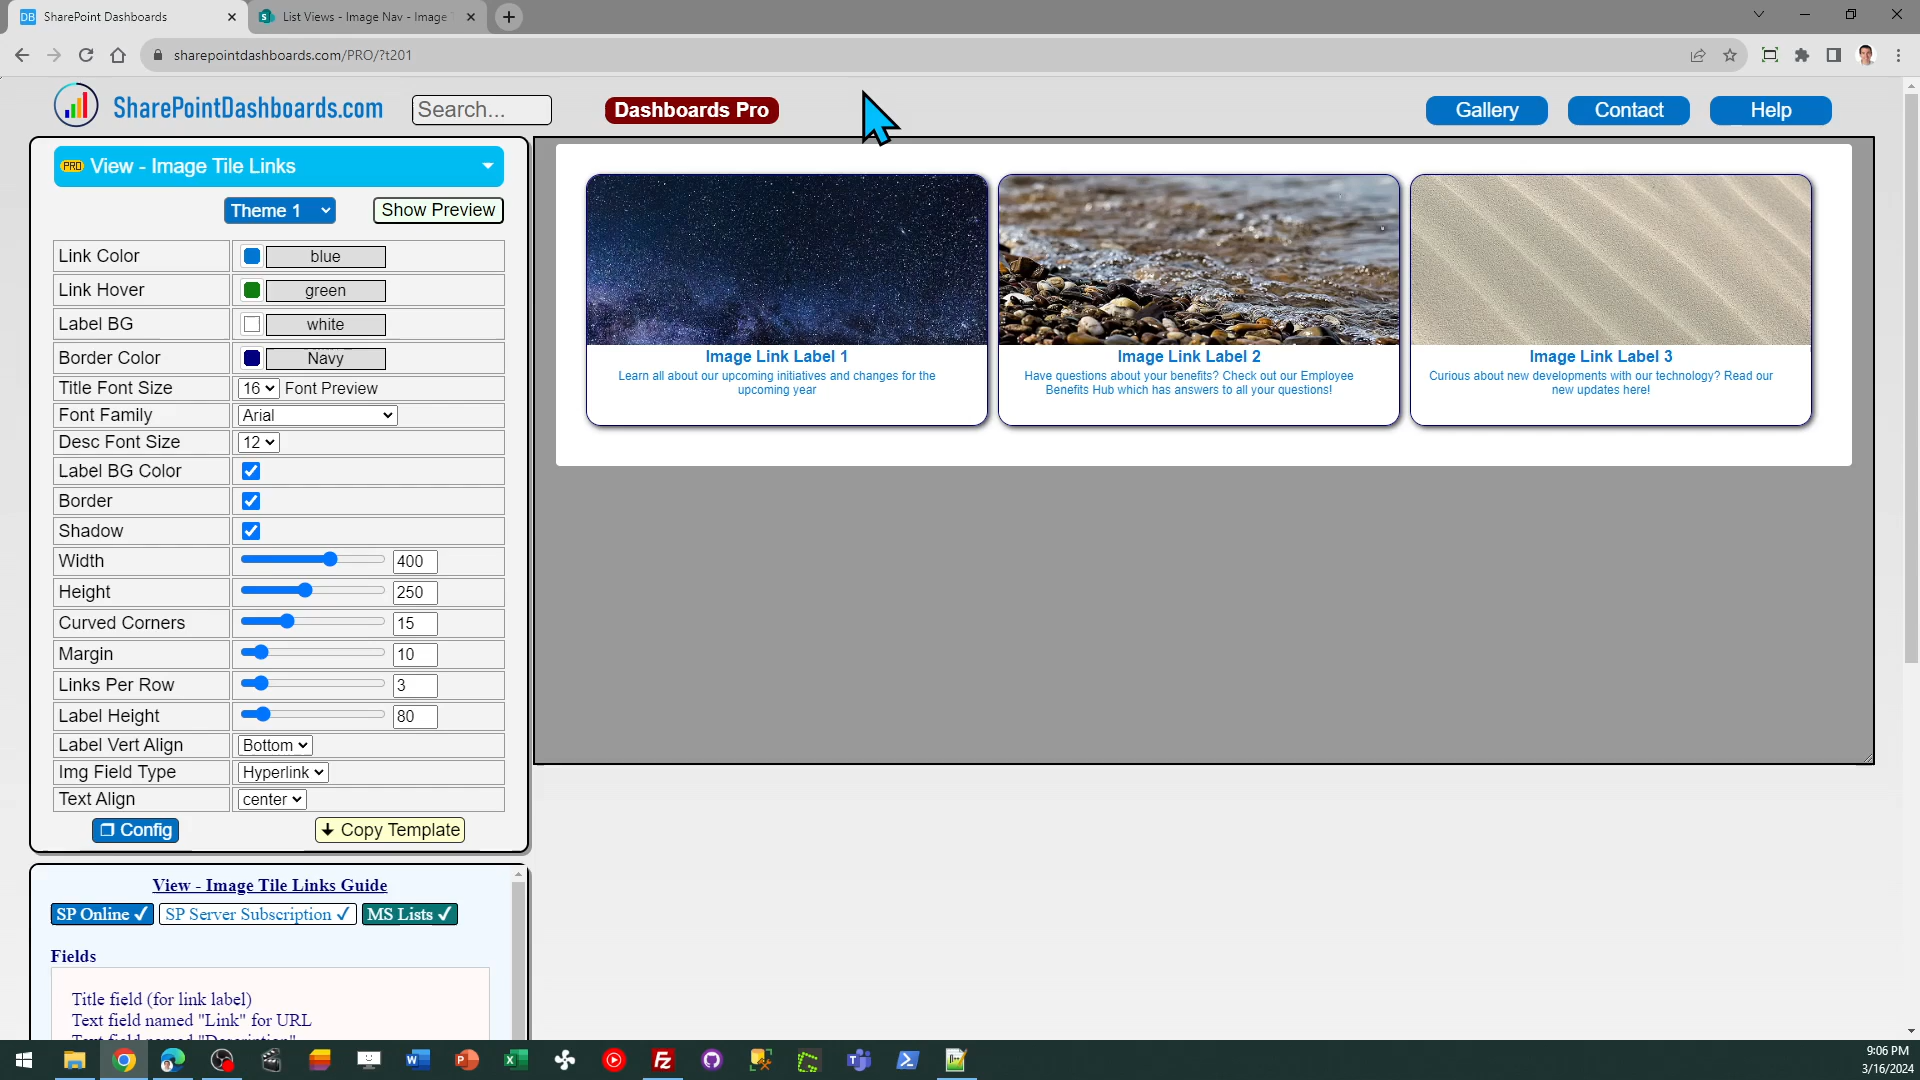 DB SharePoint Dashboards
S List Views - Image Nav - Image
sharepointdashboards.com/PRO/?t201
SharePointDashboards.com
Search...
Dashboards Pro
Gallery
Contact
Help
PRO View - Image Tile Links
Theme 1
Show Preview
Link Color blue
Link Hover green
Label BG white
Border Color Navy
Title Font Size 16 Font Preview
Font Family Arial
Desc Font Size 12
Label BG Color
Border
Shadow
Width 400
Height 250
Curved Corners 15
Margin 10
Links Per Row 3
Label Height 80
Label Vert Align Bottom
Img Field Type Hyperlink
Text Align center
Config
Copy Template
View - Image Tile Links Guide
SP Online ✓ SP Server Subscription ✓ MS Lists ✓
Fields
Title field (for link label)
Text field named "Link" for URL
Text field named "Description"
Image Link Label 1
Learn all about our upcoming initiatives and changes for the
upcoming year
Image Link Label 2
Have questions about your benefits? Check out our Employee
Benefits Hub which has answers to all your questions!
Image Link Label 3
Curious about new developments with our technology? Read our
new updates here!
9:06 PM
3/16/2024